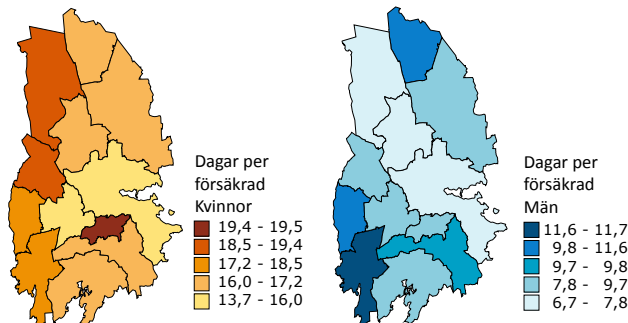 Dagar per
försäkrad
Kvinnor
19,4 - 19,5
18,5 - 19,4
17,2 - 18,5
16,0 - 17,2
13,7 - 16,0
Dagar per
försäkrad
Män
11,6 - 11,7
9,8 - 11,6
9,7 - 9,8
7,8 - 9,7
6,7 - 7,8